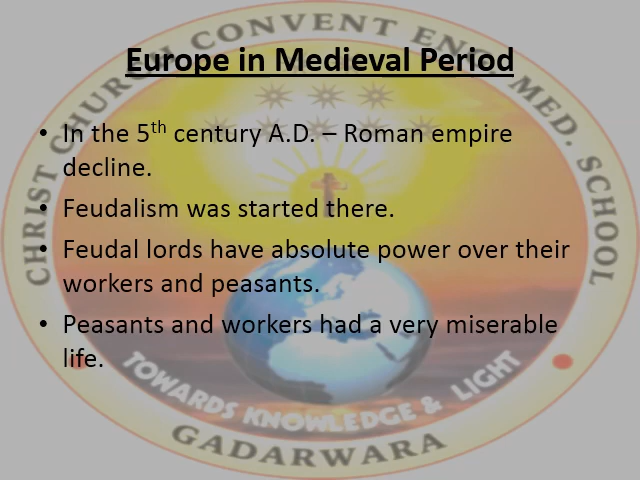 Europe in Medieval Period
• In the 5th century A.D. – Roman empire
decline.
• Feudalism was started there.
• Feudal lords have absolute power over their
workers and peasants.
• Peasants and workers had a very miserable
life.
CHRIST CHURCH CONVENT ENG. MED. SCHOOL
TOWARDS KNOWLEDGE & LIGHT
GADARWARA